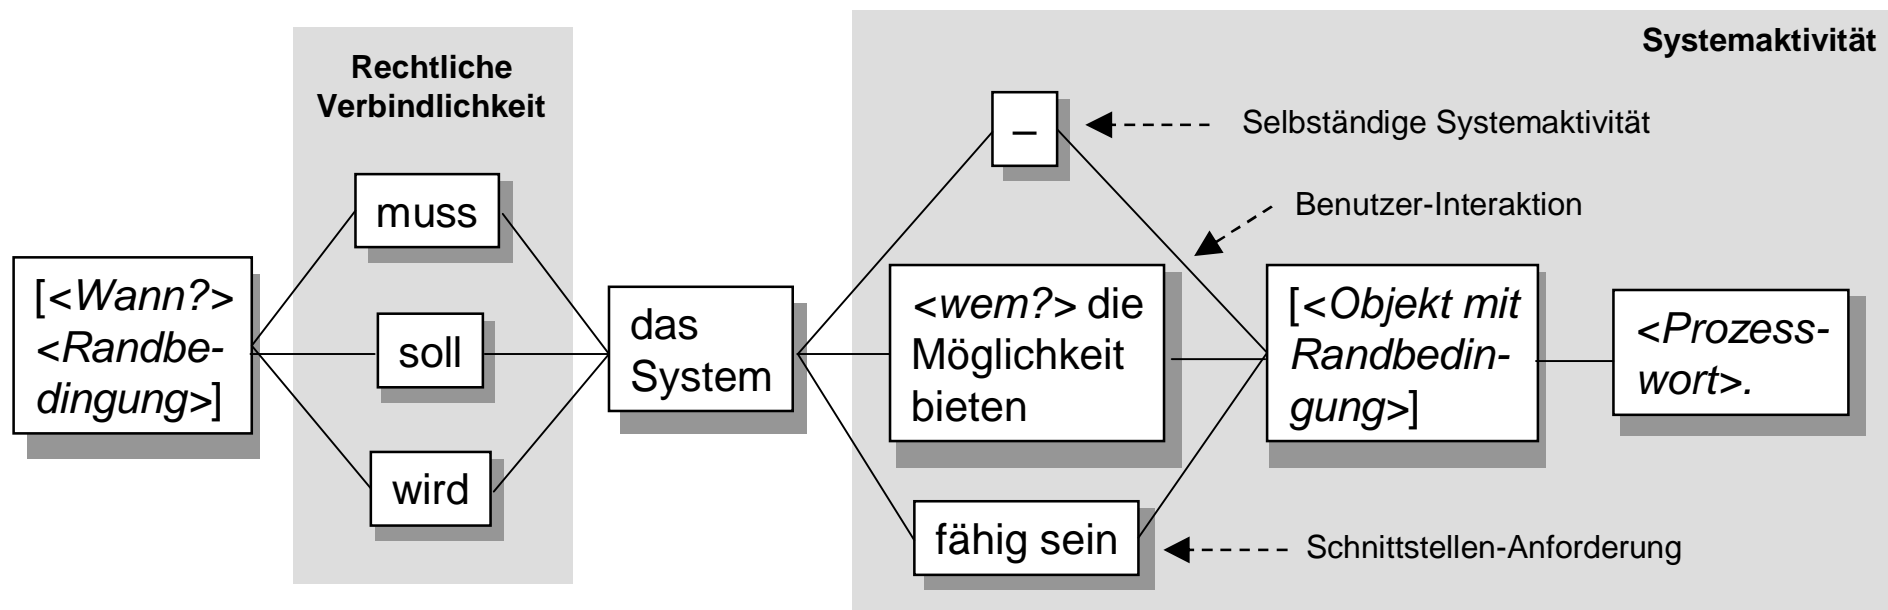 [<Wann?>
<Randbe-
dingung>]
Rechtliche
Verbindlichkeit
muss
soll
wird
das
System
Systemaktivität
–
Selbständige Systemaktivität
Benutzer-Interaktion
<wem?> die
Möglichkeit
bieten
fähig sein
Schnittstellen-Anforderung
[<Objekt mit
Randbedin-
gung>]
<Prozess-
wort>.